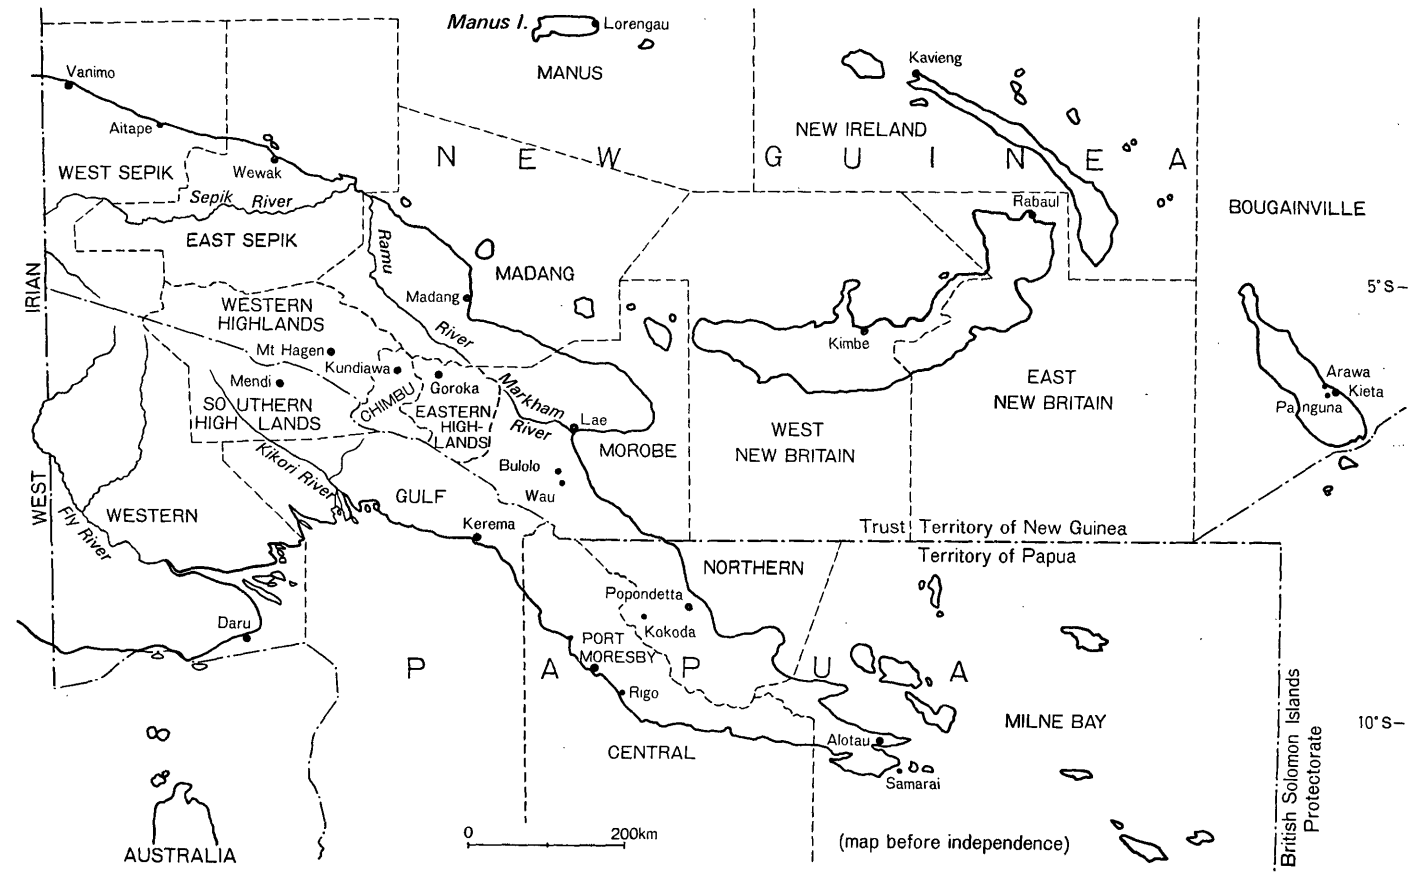 Manus I.
Lorengau
MANUS
Kavieng
Vanimo
Aitape
NEW IRELAND
NEW GUINEA
WEST SEPIK
Wewak
Sepik River
Rabaul
BOUGAINVILLE
EAST SEPIK
Ramu
River
MADANG
IRIAN
WEST
5°S
Madang
WESTERN
HIGHLANDS
Mt Hagen
Kundiawa
Kimbe
Mendi
Goroka
CHIMBU
Markham
River
Arawa
Kieta
Panguna
EAST
NEW BRITAIN
SOUTHERN
HIGHLANDS
EASTERN
HIGH-
LANDS
Lae
MOROBE
WEST
NEW BRITAIN
Kikori River
Bulolo
Wau
GULF
WESTERN
Fly River
Kerema
Trust Territory of New Guinea
Territory of Papua
NORTHERN
Popondetta
Kokoda
Daru
PORT
MORESBY
PAPUA
Rigo
MILNE BAY
10°S
CENTRAL
Alotau
Samarai
British Solomon Islands
Protectorate
0
200km
(map before independence)
AUSTRALIA